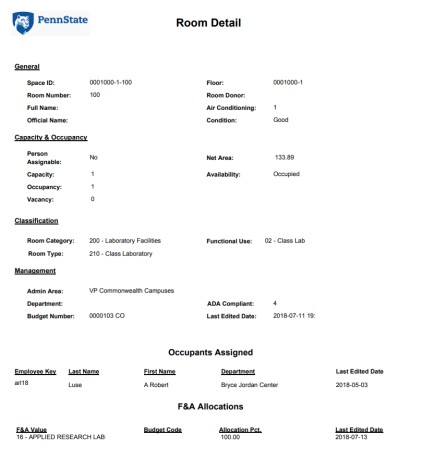 PennState
Room Detail
General
Space ID: 0001000-1-100 Floor: 0001000-1
Room Number: 100 Room Donor:
Full Name: Air Conditioning: 1
Official Name: Condition: Good
Capacity & Occupancy
Person Assignable: No Net Area: 133.89
Capacity: 1 Availability: Occupied
Occupancy: 1
Vacancy: 0
Classification
Room Category: 200 - Laboratory Facilities Functional Use: 02 - Class Lab
Room Type: 210 - Class Laboratory
Management
Admin Area: VP Commonwealth Campuses
Department: ADA Compliant: 4
Budget Number: 0000103 CO Last Edited Date: 2018-07-11 19:
Occupants Assigned
Employee Key Last Name First Name Department Last Edited Date
arl18 Luse A Robert Bryce Jordan Center 2018-05-03
F&A Allocations
F&A Value Budget Code Allocation Pct. Last Edited Date
16 - APPLIED RESEARCH LAB 100.00 2018-07-13